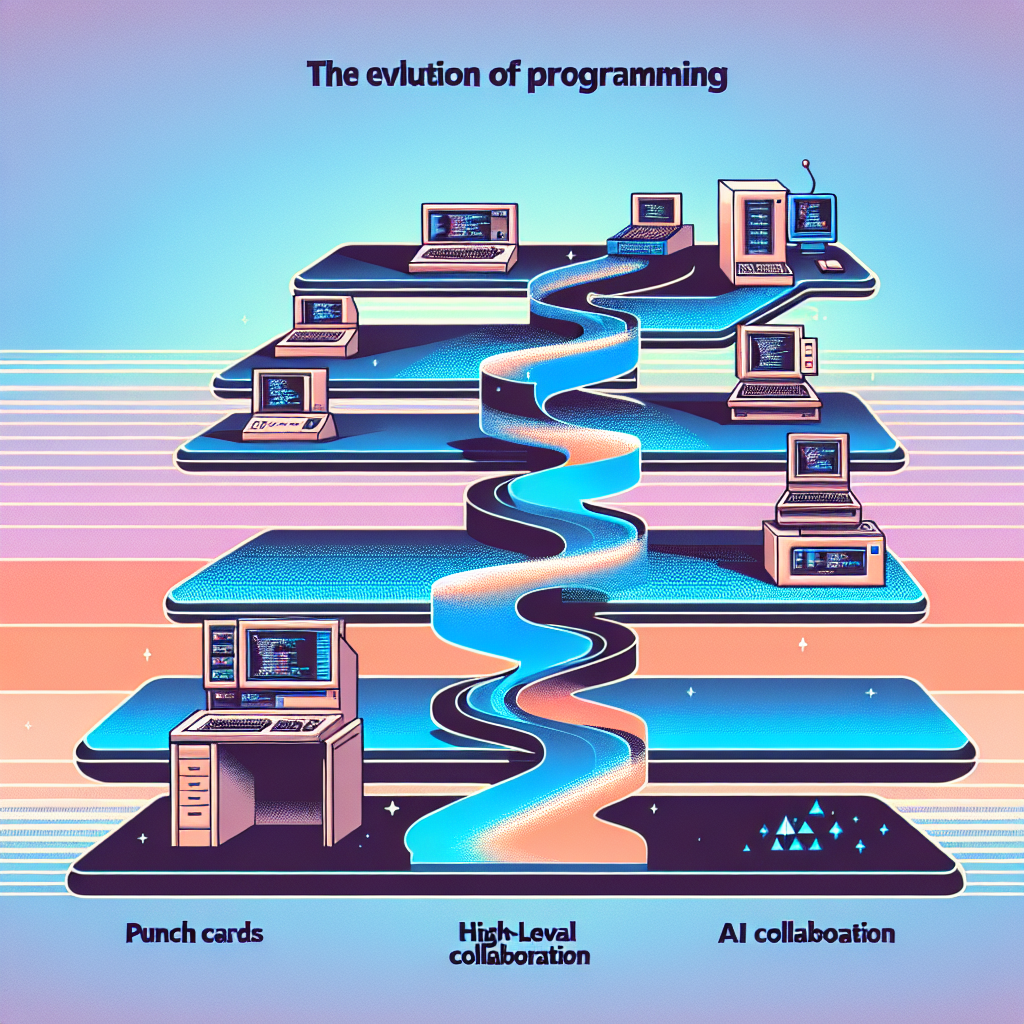 The evlution of programming
Punch cards
High-Leval
collaboration
AI collaboation